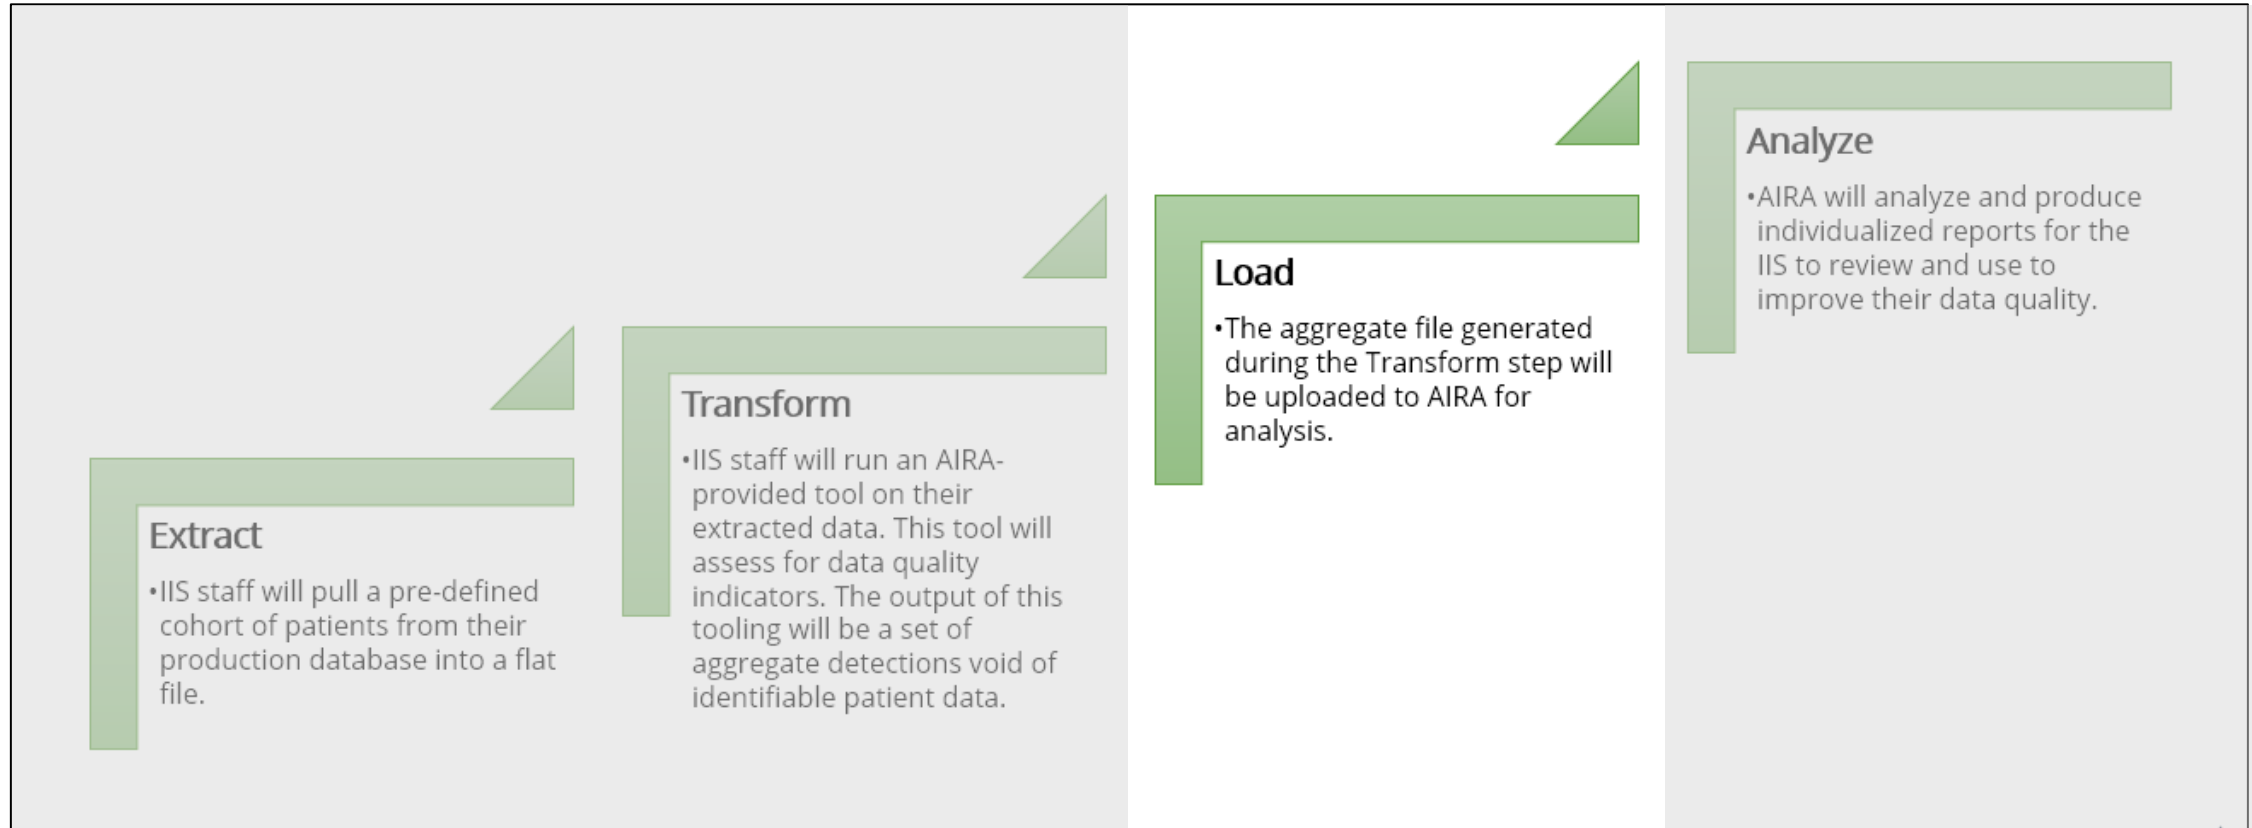 Extract
•IIS staff will pull a pre-defined
cohort of patients from their
production database into a flat
file.
Transform
•IIS staff will run an AIRA-
provided tool on their
extracted data. This tool will
assess for data quality
indicators. The output of this
tooling will be a set of
aggregate detections void of
identifiable patient data.
Load
•The aggregate file generated
during the Transform step will
be uploaded to AIRA for
analysis.
Analyze
•AIRA will analyze and produce
individualized reports for the
IIS to review and use to
improve their data quality.